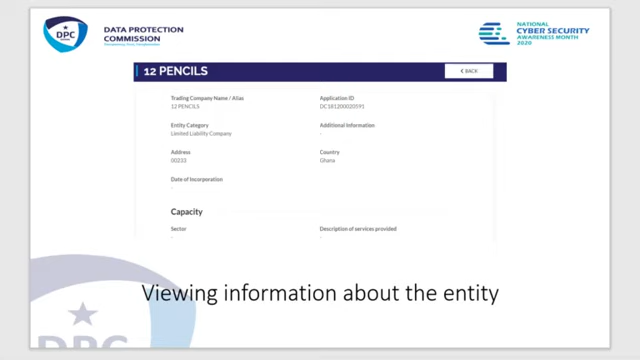 DPC
DATA PROTECTION
COMMISSION
NATIONAL
CYBER SECURITY
AWARENESS MONTH
2020
12 PENCILS
BACK
Trading Company Name / Alias
12 PENCILS
Application ID
DC181200020591
Entity Category
Limited Liability Company
Additional Information
-
Address
00233
Country
Ghana
Date of Incorporation
-
Capacity
Sector
-
Description of services provided
-
Viewing information about the entity
DPC